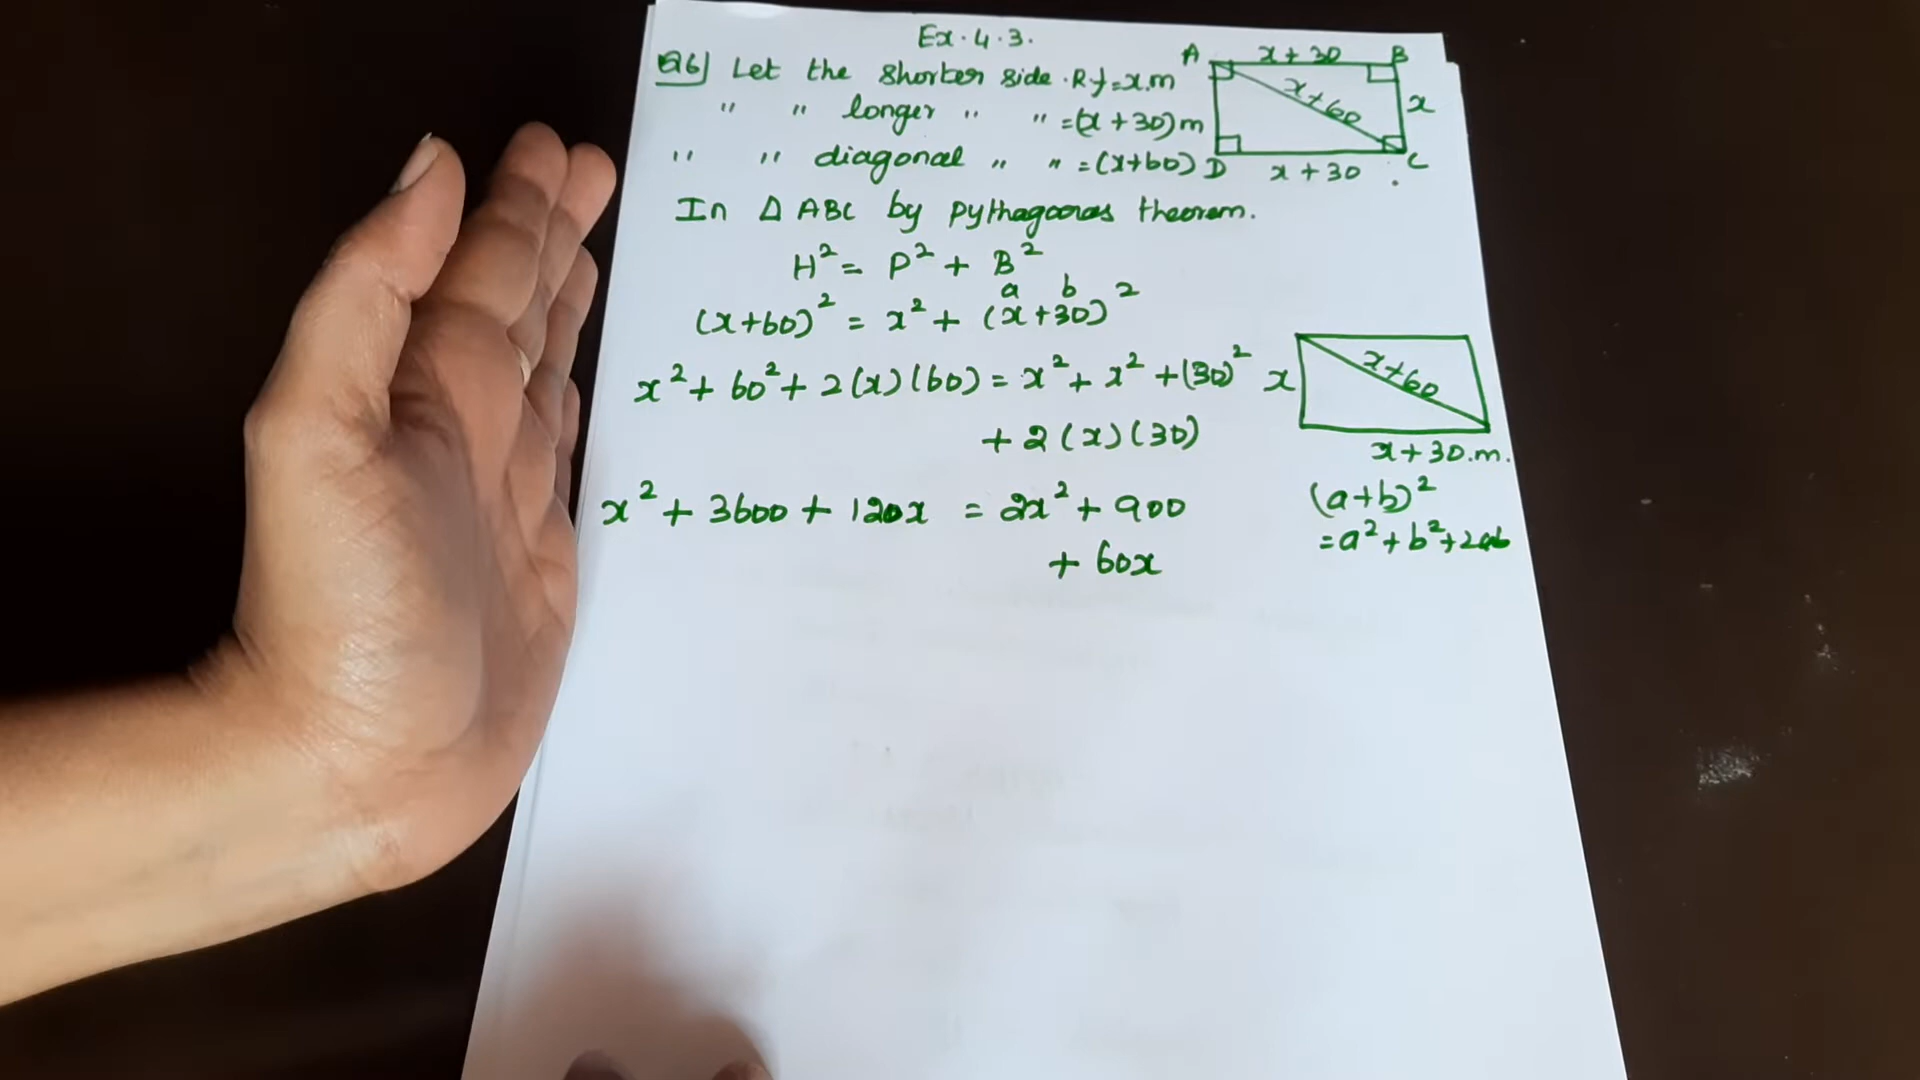 Ex. 4.3.
Q6] Let the shorter side . Rf = x.m
" " longer " " = (x + 30) m
" " diagonal " " = (x+60)
A x + 30 B
x + 60
x
D x + 30 C
In Δ ABC by pythagoras theorem.
H² = P² + B²
a b
(x+60)² = x² + (x+30)²
x² + 60² + 2(x)(60) = x² + x² + (30)²
+ 2(x)(30)
x x+60
x + 30.m.
x² + 3600 + 120x = 2x² + 900
+ 60x
(a+b)²
= a² + b² + 2ab